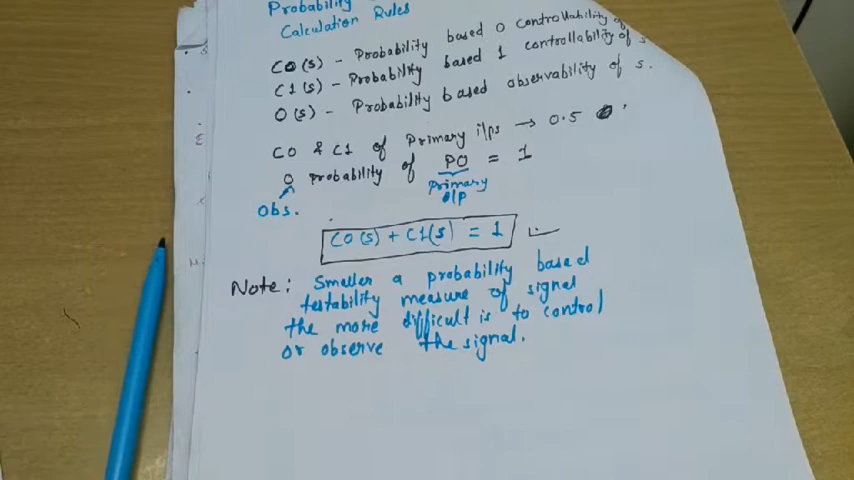 Probability
Calculation Rules
C0(s) - Probability based 0 controllability of
C1(s) - Probability based 1 controllability of s.
O(s) - Probability based observability of s.
C0 & C1 of Primary i/ps → 0.5
O Probability of PO = 1
Primary
o/p
Obs.
C0(s) + C1(s) = 1
Note: Smaller a probability based
testability measure of signal
the more difficult is to control
or observe the signal.